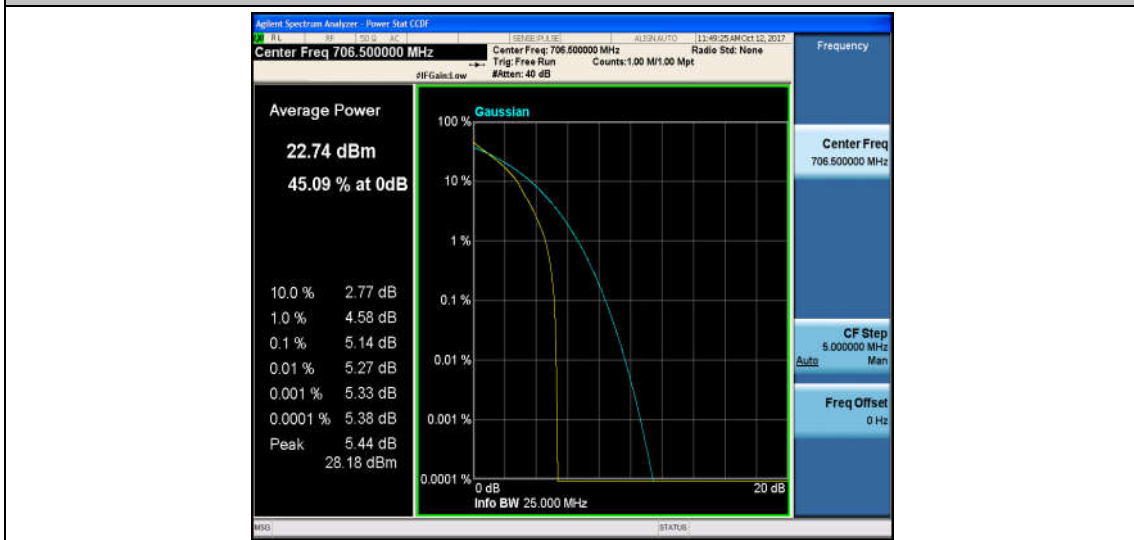 Agilent Spectrum Analyzer - Power Stat CCDF
RL RF 50 Ω AC SENSE:PULSE ALIGN AUTO 11:49:25 AM Oct 12, 2017
Center Freq 706.500000 MHz
Center Freq: 706.500000 MHz Radio Std: None
Trig: Free Run Counts:1.00 M/1.00 Mpt
#IFGain:Low #Atten: 40 dB
Frequency
Average Power
22.74 dBm
45.09 % at 0dB
10.0 % 2.77 dB
1.0 % 4.58 dB
0.1 % 5.14 dB
0.01 % 5.27 dB
0.001 % 5.33 dB
0.0001 % 5.38 dB
Peak 5.44 dB
28.18 dBm
Gaussian
100 %
10 %
1 %
0.1 %
0.01 %
0.001 %
0.0001 %
0 dB 20 dB
Info BW 25.000 MHz
Center Freq
706.500000 MHz
CF Step
5.000000 MHz
Auto Man
Freq Offset
0 Hz
MSG STATUS